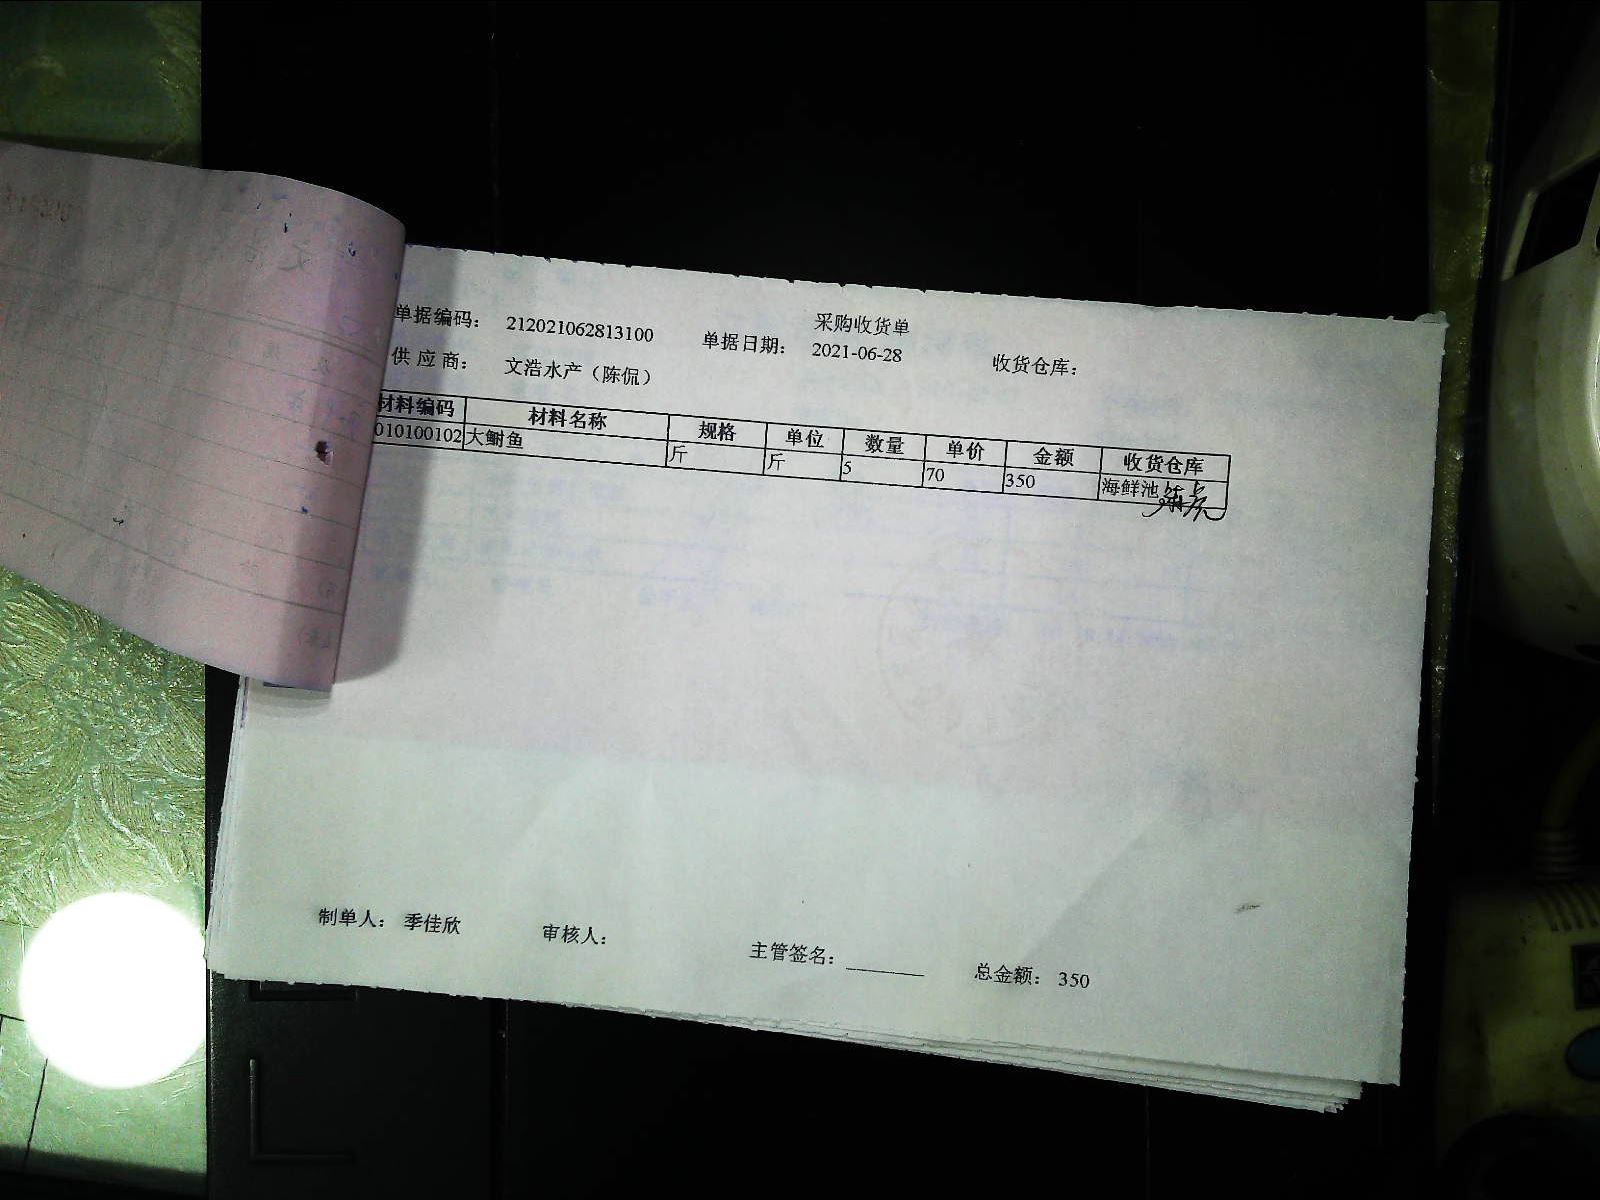 采购收货单
单据编码： 212021062813100 单据日期： 2021-06-28 收货仓库：
供 应 商： 文浩水产（陈侃）
材料编码 材料名称 规格 单位 数量 单价 金额 收货仓库
010100102 大鲥鱼 斤 斤 5 70 350 海鲜池
制单人： 季佳欣 审核人： 主管签名： 总金额： 350